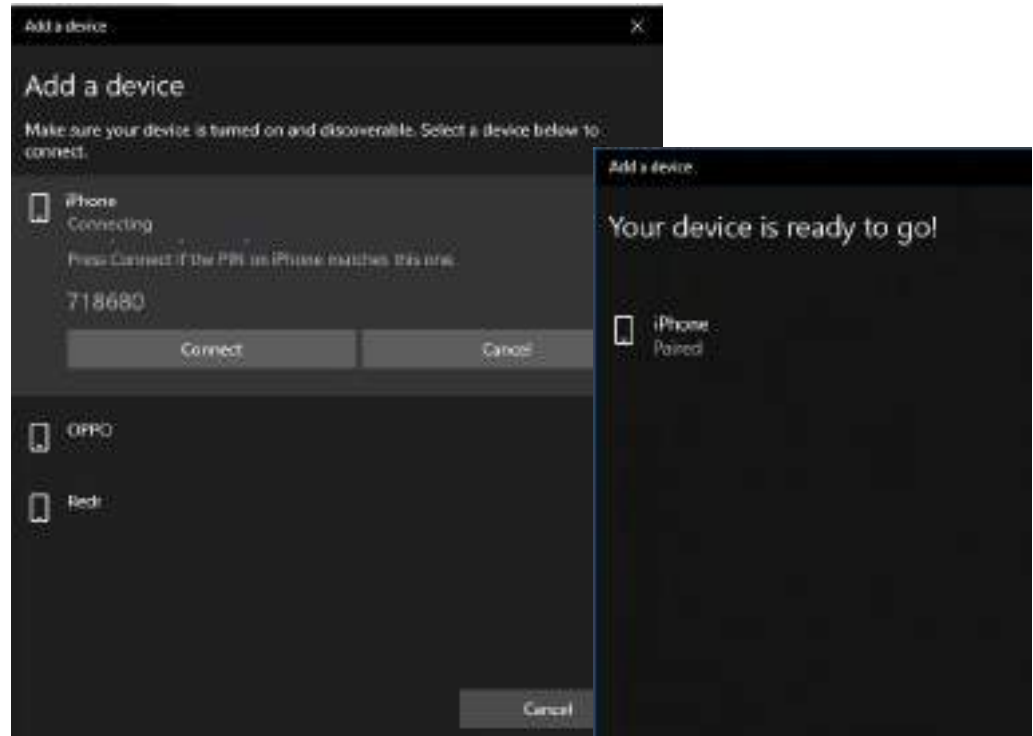 Add a device
Add a device
Make sure your device is turned on and discoverable. Select a device below to
connect.
iPhone
Connecting
Press Connect if the PIN on iPhone matches this one.
718680
Connect
Cancel
OPPO
Cancel
Add a device
Your device is ready to go!
iPhone
Paired